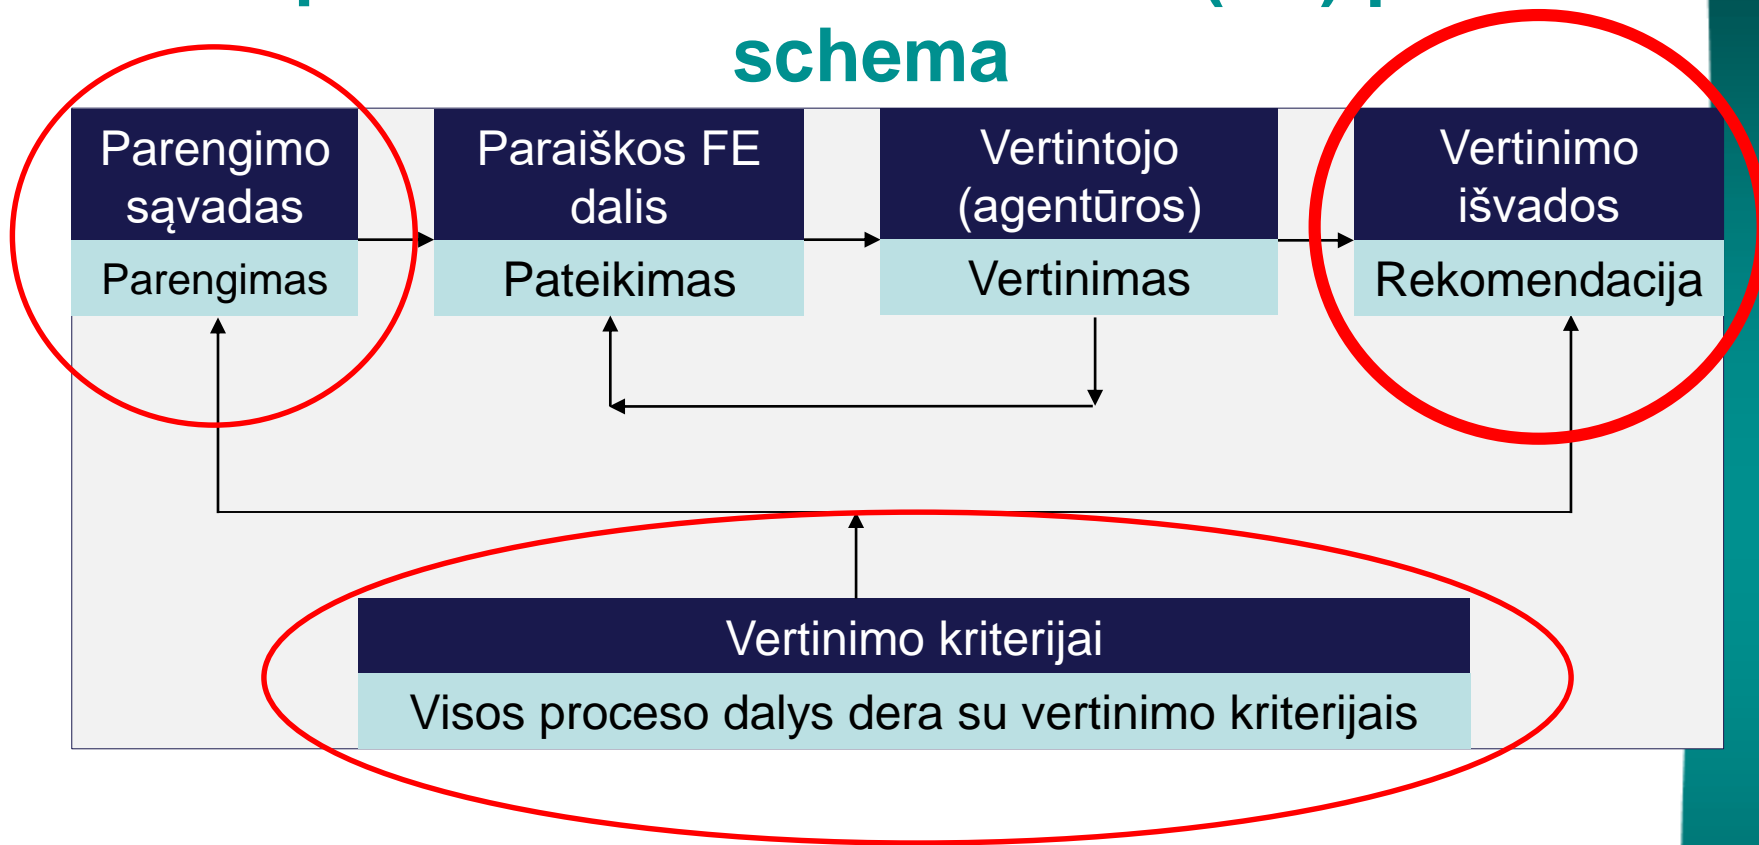 schema
Parengimo
sąvadas
Parengimas
Paraiškos FE
dalis
Pateikimas
Vertintojo
(agentūros)
Vertinimas
Vertinimo
išvados
Rekomendacija
Vertinimo kriterijai
Visos proceso dalys dera su vertinimo kriterijais